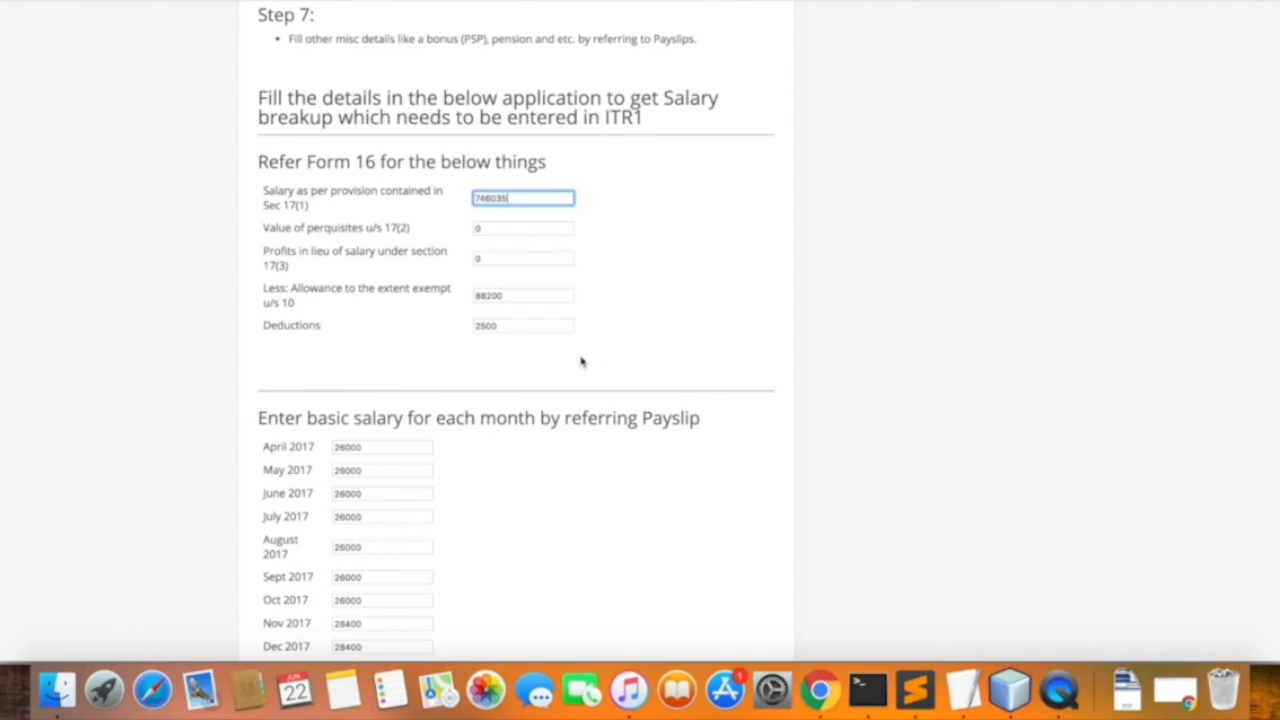 Step 7:
• Fill other misc details like a bonus (PSP), pension and etc. by referring to Payslips.
Fill the details in the below application to get Salary
breakup which needs to be entered in ITR1
Refer Form 16 for the below things
Salary as per provision contained in
Sec 17(1)
746035
Value of perquisites u/s 17(2)
0
Profits in lieu of salary under section
17(3)
0
Less: Allowance to the extent exempt
u/s 10
88200
Deductions
2500
Enter basic salary for each month by referring Payslip
April 2017 26000
May 2017 26000
June 2017 26000
July 2017 26000
August
2017
26000
Sept 2017 26000
Oct 2017 26000
Nov 2017 28400
Dec 2017 28400
JUN
22
1